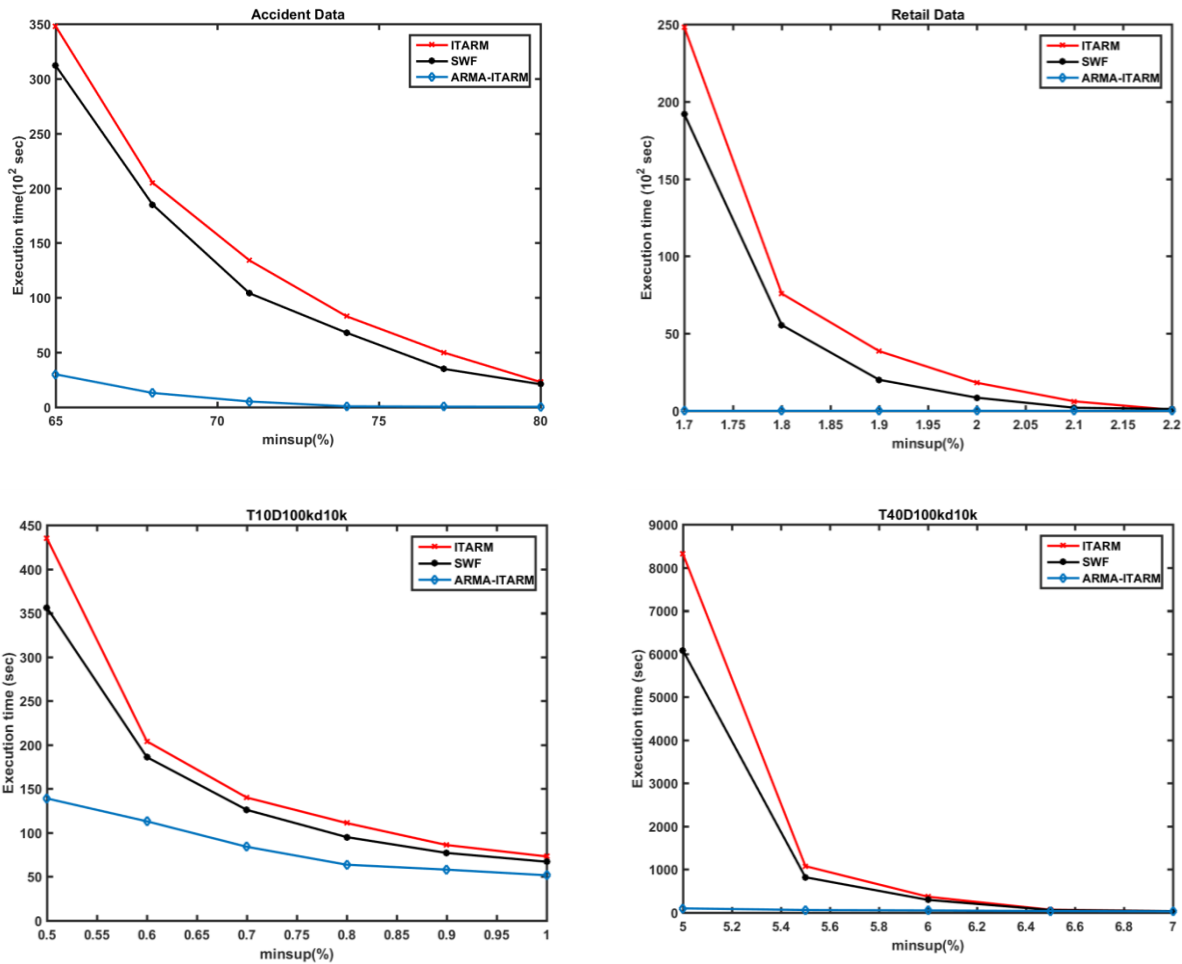 Accident Data
Execution time(10² sec)
350
300
250
200
150
100
50
0
65
70
75
80
minsup(%)
ITARM
SWF
ARMA-ITARM
Retail Data
Execution time (10² sec)
250
200
150
100
50
0
1.7
1.75
1.8
1.85
1.9
1.95
2
2.05
2.1
2.15
2.2
minsup(%)
ITARM
SWF
ARMA-ITARM
T10D100kd10k
Execution time (sec)
450
400
350
300
250
200
150
100
50
0
0.5
0.55
0.6
0.65
0.7
0.75
0.8
0.85
0.9
0.95
1
minsup(%)
ITARM
SWF
ARMA-ITARM
T40D100kd10k
Execution time (sec)
9000
8000
7000
6000
5000
4000
3000
2000
1000
0
5
5.2
5.4
5.6
5.8
6
6.2
6.4
6.6
6.8
7
minsup(%)
ITARM
SWF
ARMA-ITARM